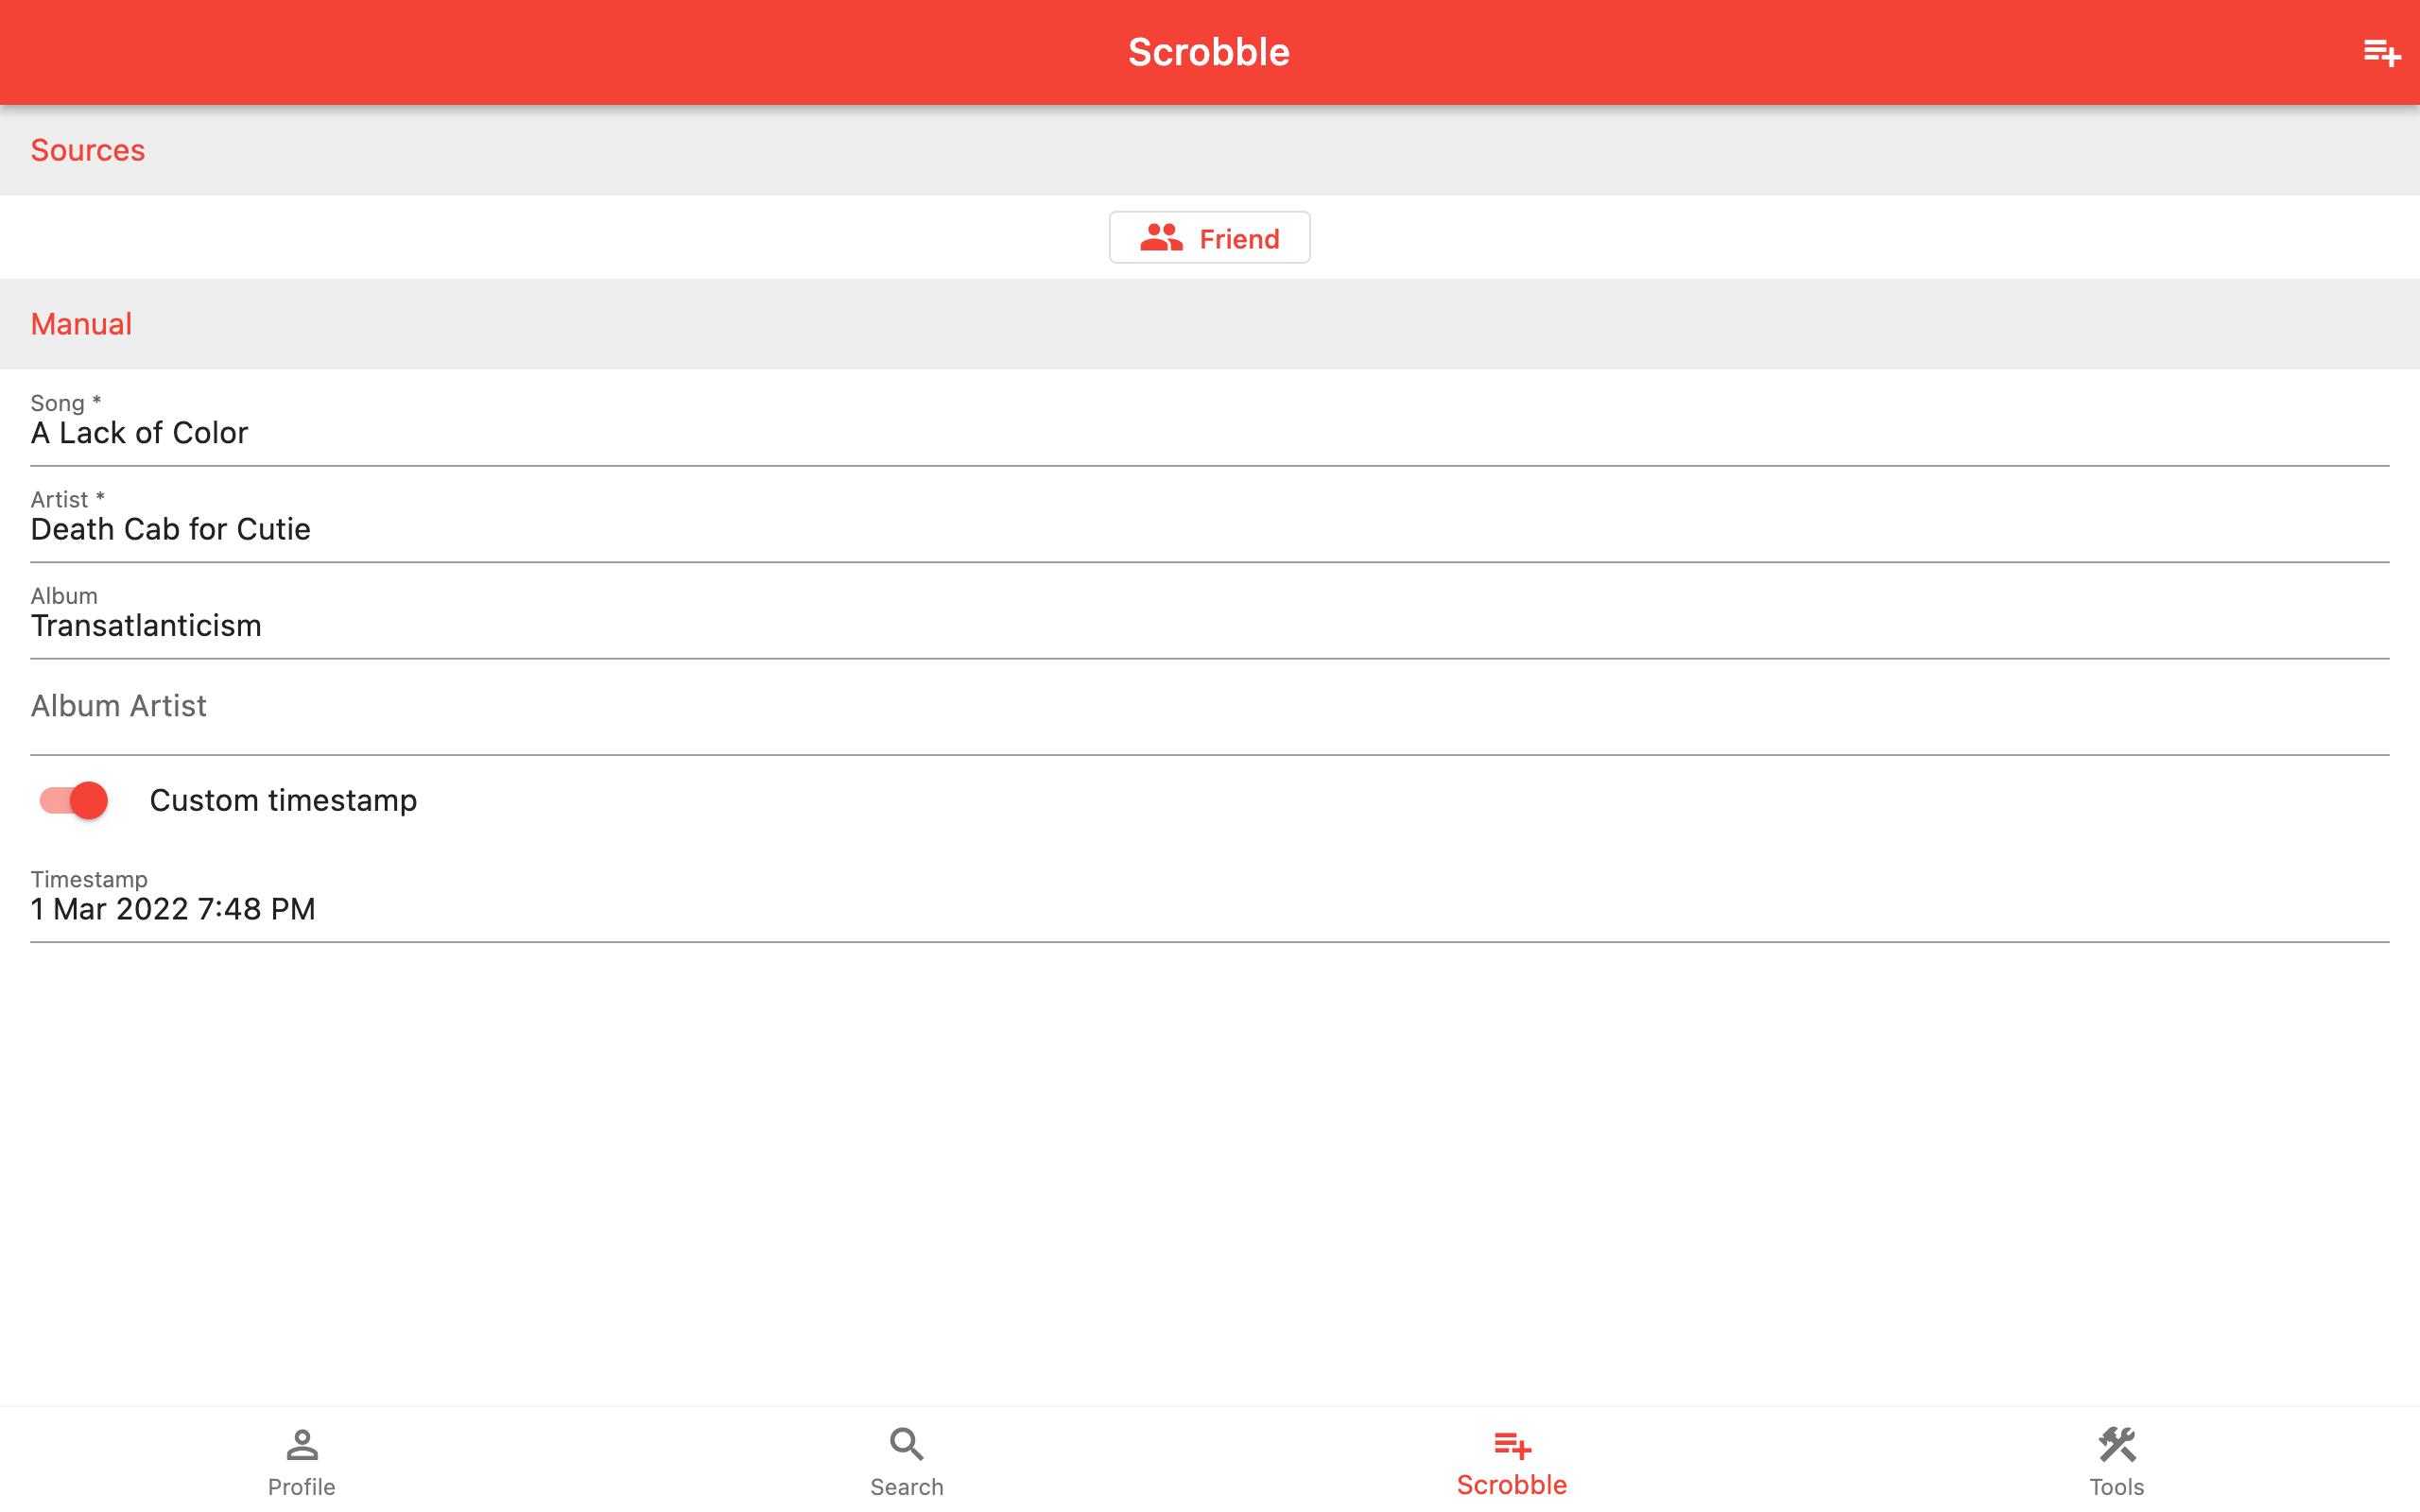 Scrobble
Sources
Friend
Manual
Song *
A Lack of Color
Artist *
Death Cab for Cutie
Album
Transatlanticism
Album Artist
Custom timestamp
Timestamp
1 Mar 2022 7:48 PM
Profile
Search
Scrobble
Tools